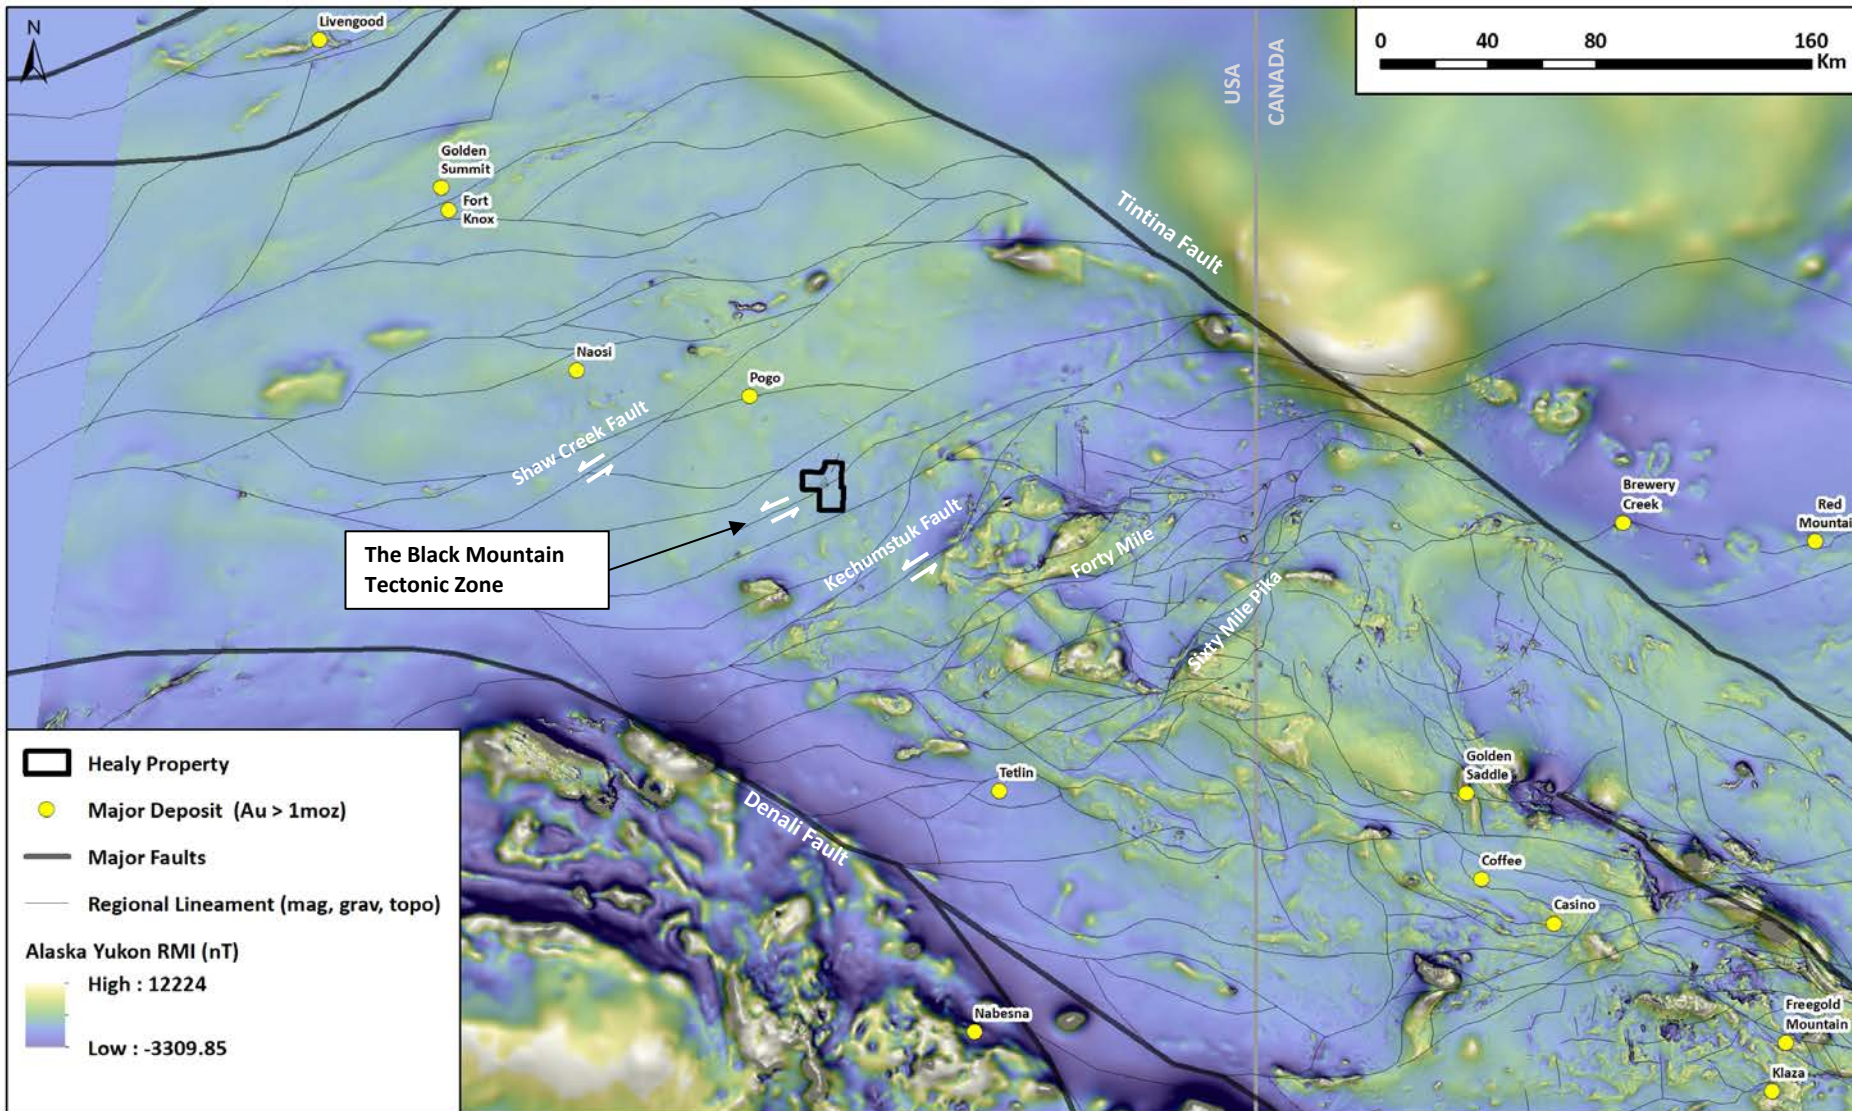 N
Livengood
0 40 80 160
Km
USA
CANADA
Golden
Summit
Fort
Knox
Tintina Fault
Naosi
Pogo
Shaw Creek Fault
Brewery
Creek
Red
Mountain
The Black Mountain
Tectonic Zone
Kechumstuk Fault
Forty Mile
Sixty Mile Pika
Healy Property
Major Deposit (Au > 1moz)
Major Faults
Regional Lineament (mag, grav, topo)
Alaska Yukon RMI (nT)
High : 12224
Low : -3309.85
Tetlin
Golden
Saddle
Denali Fault
Coffee
Casino
Nabesna
Freegold
Mountain
Klaza